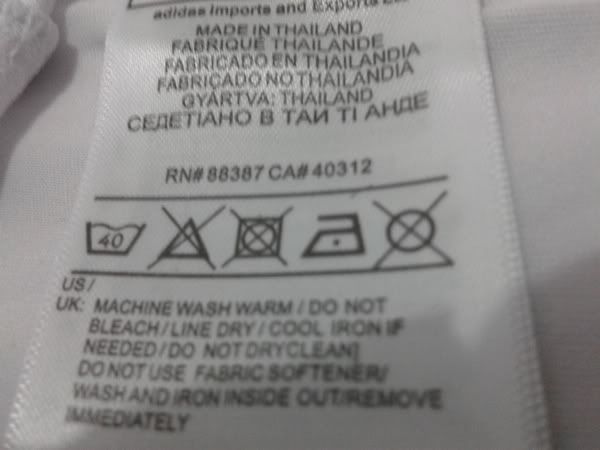 adidas Imports and Exports
MADE IN THAILAND
FABRIQUE THAILANDE
FABRICADO EN THAILANDIA
FABRICADO NO THAILANDIA
GYÁRTVA: THAILAND
СЕДЕТІАНО В ТАИ ТІ АНДЕ
RN# 88387 CA# 40312
40
US/
UK: MACHINE WASH WARM / DO NOT
BLEACH / LINE DRY / COOL IRON IF
NEEDED / DO NOT DRYCLEAN]
DO NOT USE FABRIC SOFTENER/
WASH AND IRON INSIDE OUT/REMOVE
IMMEDIATELY